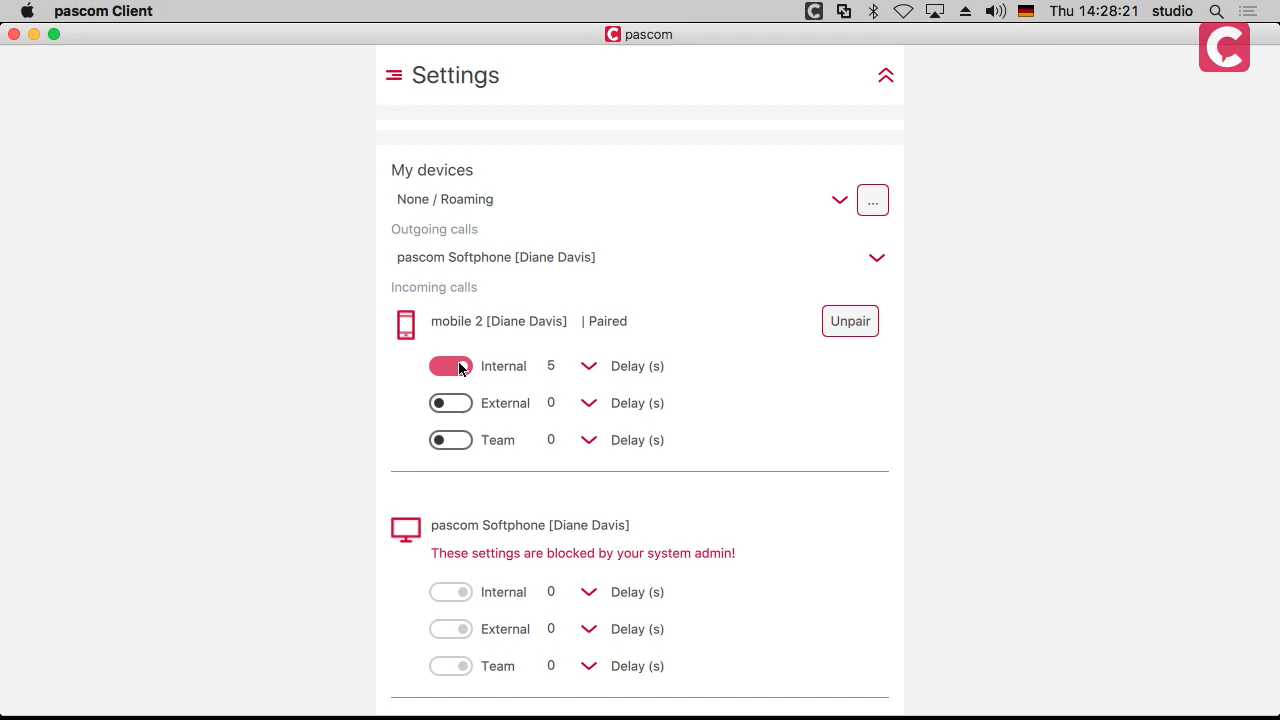 pascom Client
Thu 14:28:21 studio
pascom
Settings
My devices
None / Roaming
...
Outgoing calls
pascom Softphone [Diane Davis]
Incoming calls
mobile 2 [Diane Davis] | Paired
Unpair
Internal 5 Delay (s)
External 0 Delay (s)
Team 0 Delay (s)
pascom Softphone [Diane Davis]
These settings are blocked by your system admin!
Internal 0 Delay (s)
External 0 Delay (s)
Team 0 Delay (s)